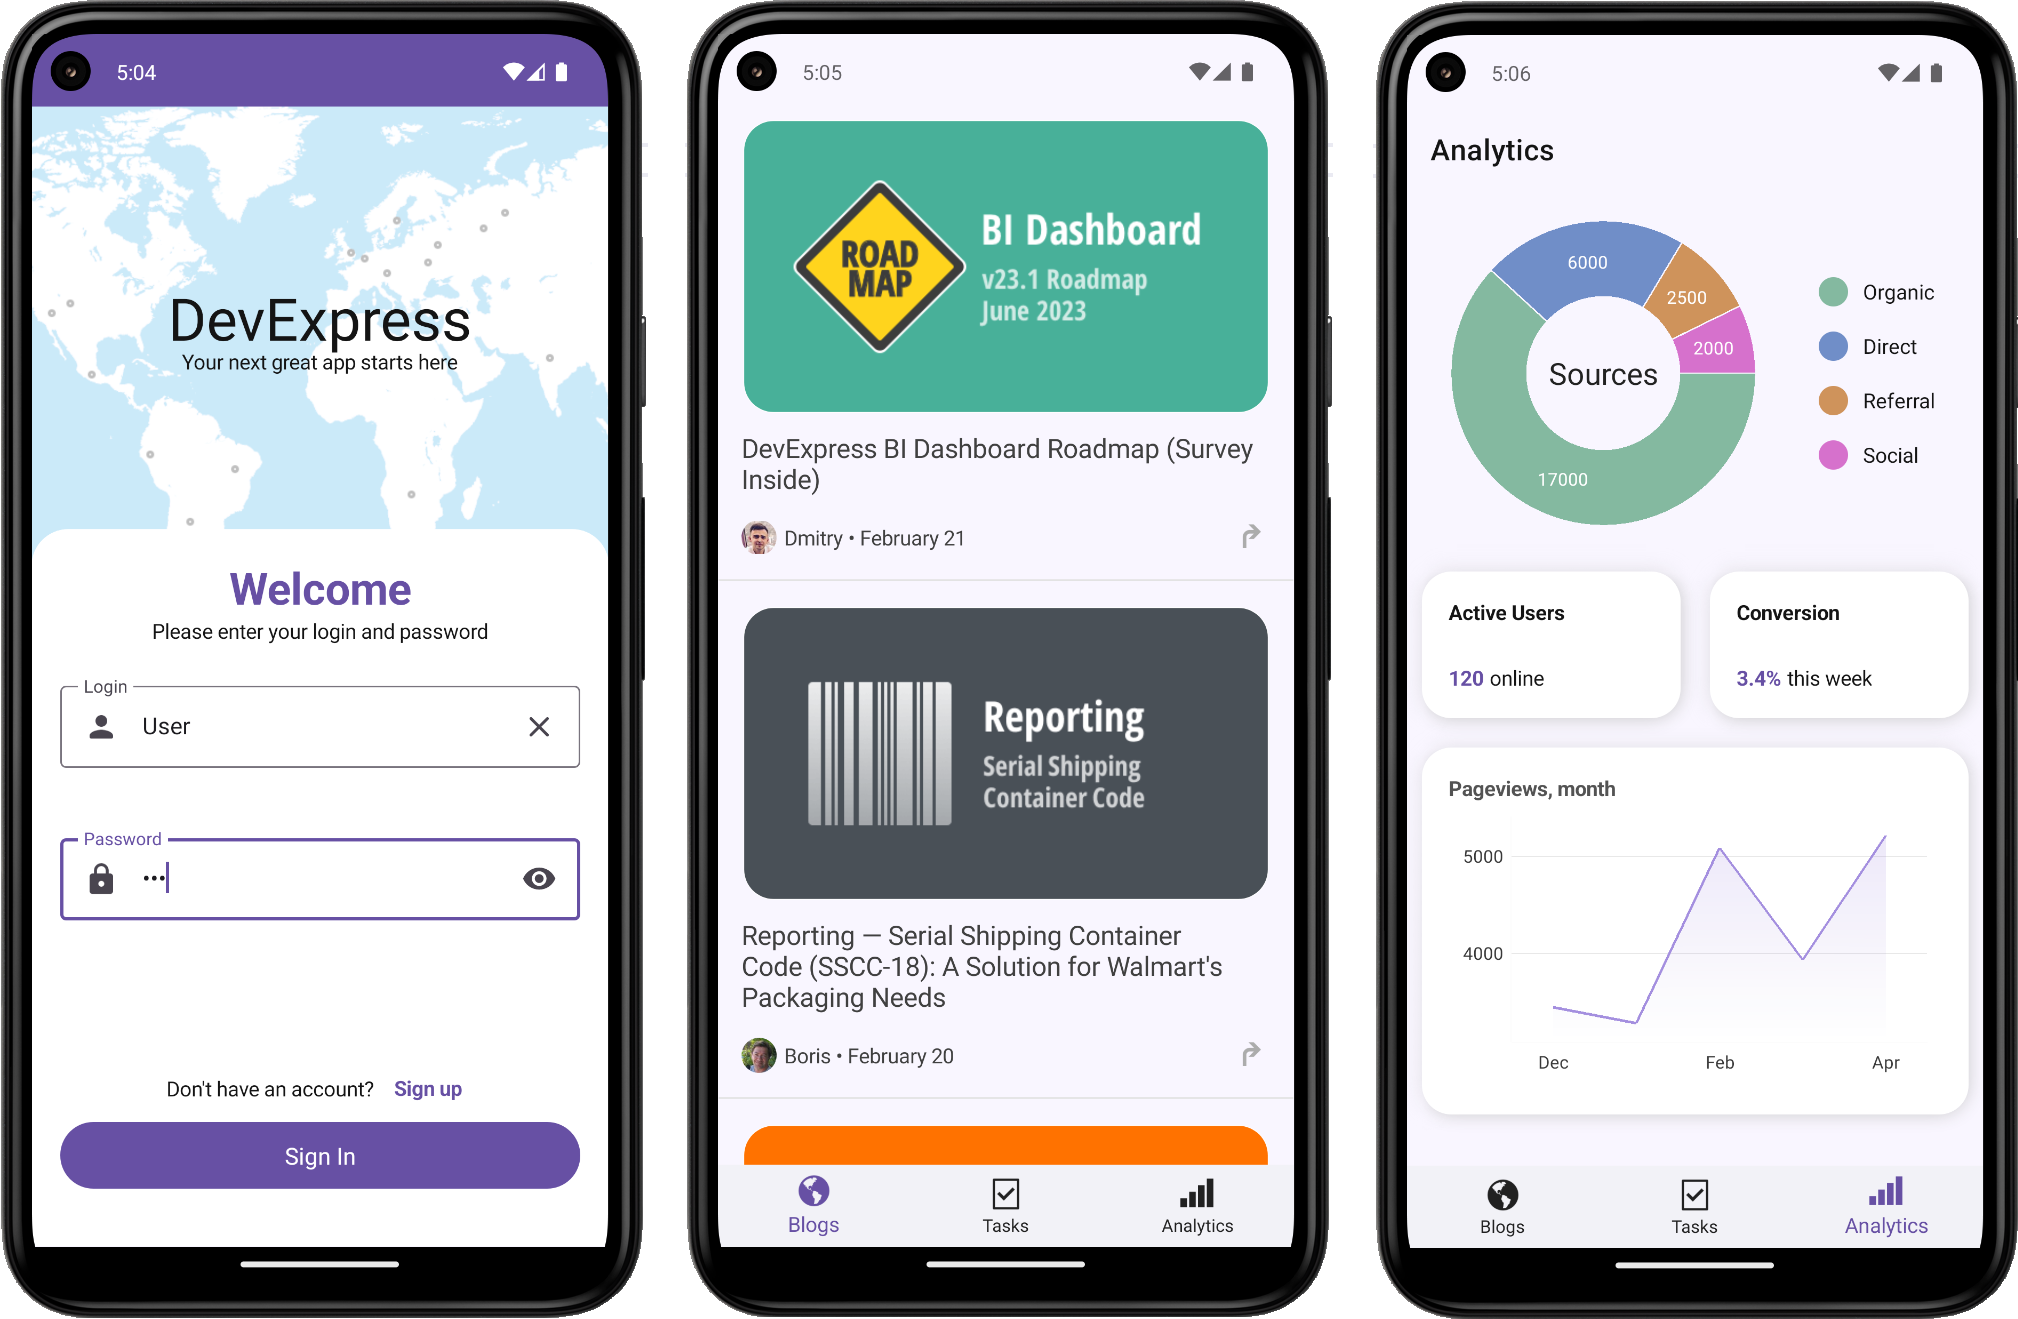 5:04
DevExpress
Your next great app starts here
Welcome
Please enter your login and password
Login
User
Password
Don't have an account? Sign up
Sign In
5:05
ROAD
MAP
BI Dashboard
v23.1 Roadmap
June 2023
DevExpress BI Dashboard Roadmap (Survey
Inside)
Dmitry • February 21
Reporting
Serial Shipping
Container Code
Reporting — Serial Shipping Container
Code (SSCC-18): A Solution for Walmart's
Packaging Needs
Boris • February 20
Blogs
Tasks
Analytics
5:06
Analytics
6000
2500
2000
17000
Sources
Organic
Direct
Referral
Social
Active Users
120 online
Conversion
3.4% this week
Pageviews, month
5000
4000
Dec
Feb
Apr
Blogs
Tasks
Analytics